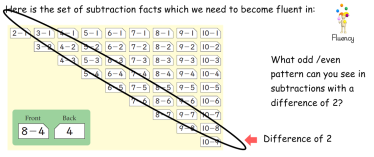 Here is the set of subtraction facts which we need to become fluent in:
Fluency
2-1 3-1 4-1 5-1 6-1 7-1 8-1 9-1 10-1
3-2 4-2 5-2 6-2 7-2 8-2 9-2 10-2
4-3 5-3 6-3 7-3 8-3 9-3 10-3
5-4 6-4 7-4 8-4 9-4 10-4
6-5 7-5 8-5 9-5 10-5
7-6 8-6 9-6 10-6
8-7 9-7 10-7
9-8 10-8
10-9
What odd /even
pattern can you see in
subtractions with a
difference of 2?
Front Back
8-4 4
Difference of 2